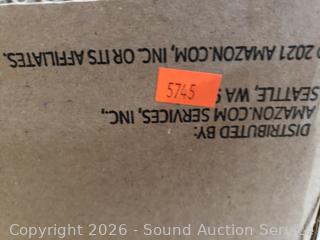 DISTRIBUTED BY:
AMAZON.COM SERVICES, INC.,
SEATTLE, WA
2021 AMAZON.COM, INC. OR ITS AFFILIATES.
5745
Copyright 2026 - Sound Auction Service